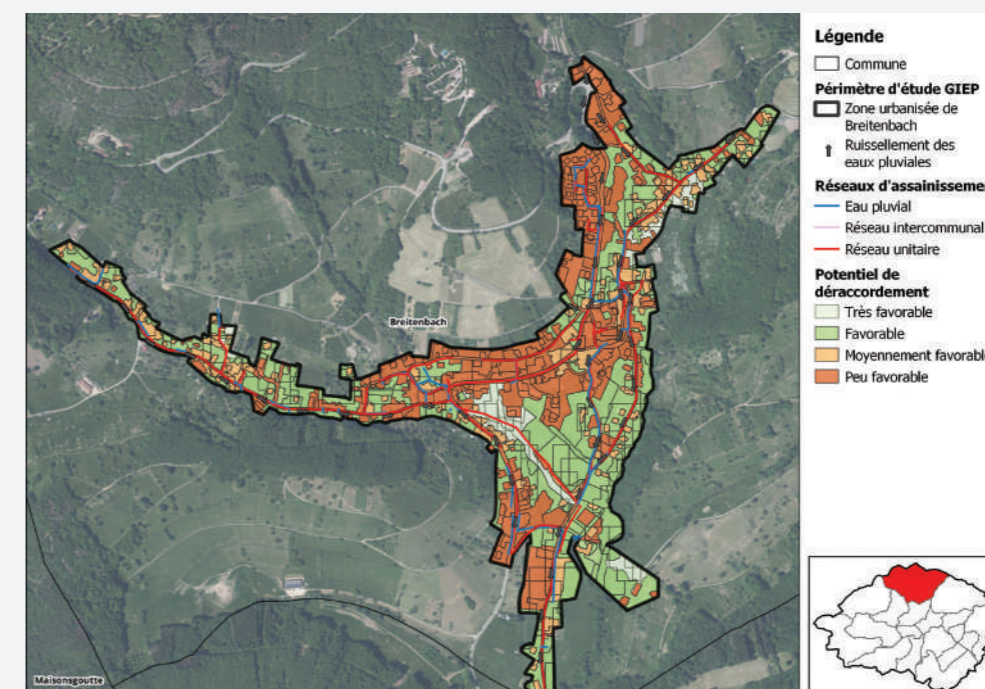 Breitenbach
Maisonsgoutte
Légende
Commune
Périmètre d'étude GIEP
Zone urbanisée de
Breitenbach
Ruissellement des
eaux pluviales
Réseaux d'assainisseme
Eau pluvial
Réseau intercommunal
Réseau unitaire
Potentiel de
déraccordement
Très favorable
Favorable
Moyennement favorable
Peu favorable